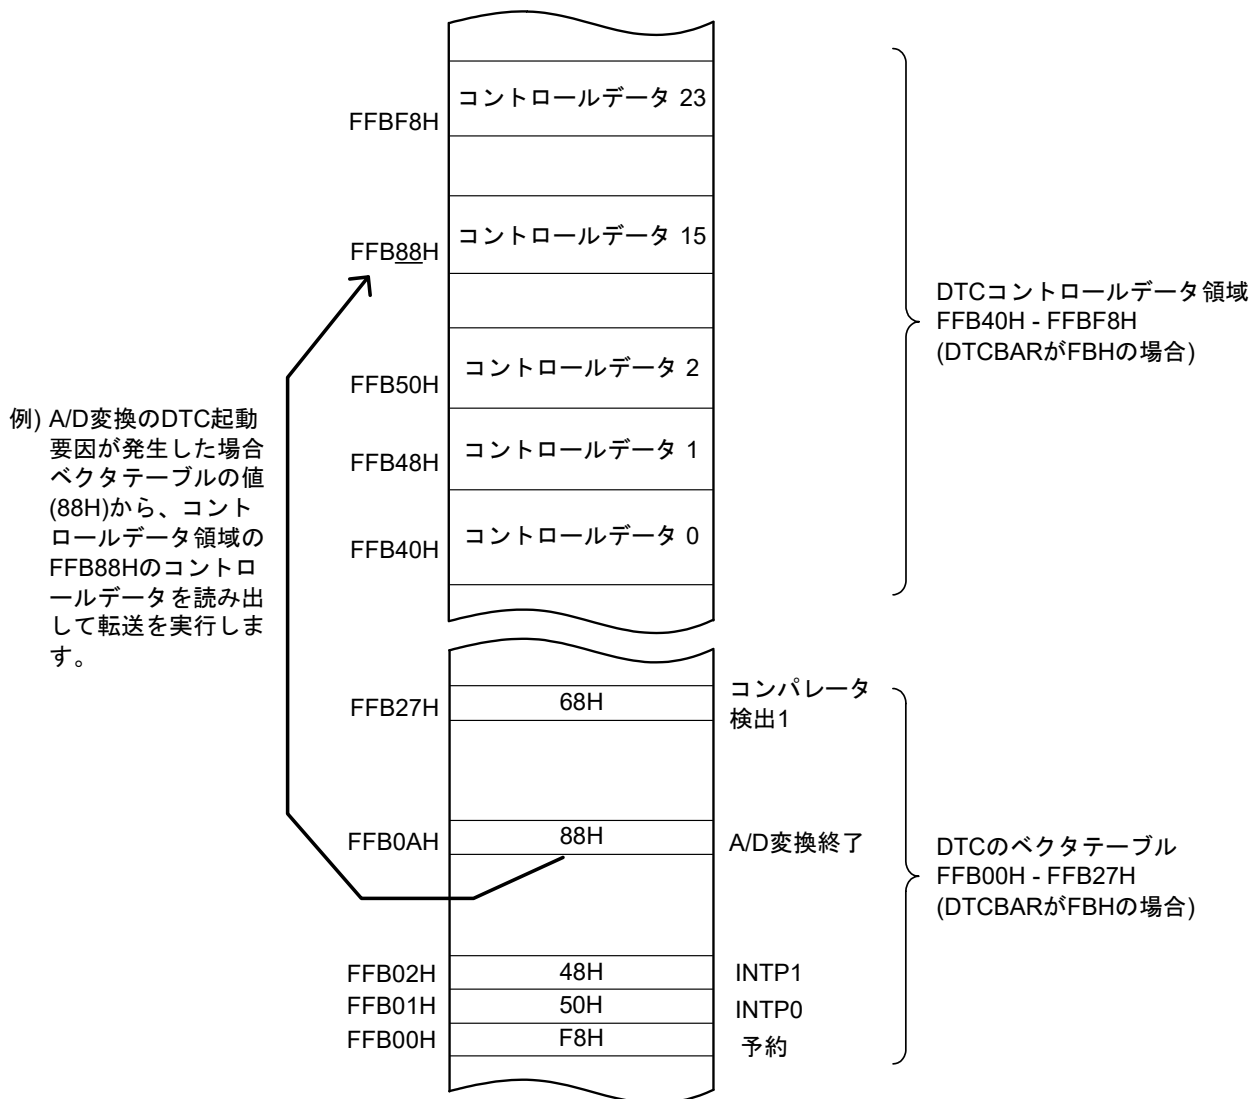 コントロールデータ 23
FFBF8H
コントロールデータ 15
FFB88H
DTCコントロールデータ領域
FFB40H - FFBF8H
(DTCBARがFBHの場合)
コントロールデータ 2
FFB50H
コントロールデータ 1
FFB48H
コントロールデータ 0
FFB40H
例) A/D変換のDTC起動
要因が発生した場合
ベクタテーブルの値
(88H)から、コント
ロールデータ領域の
FFB88Hのコントロ
ールデータを読み出
して転送を実行しま
す。
FFB27H
68H
コンパレータ
検出1
FFB0AH
88H
A/D変換終了
DTCのベクタテーブル
FFB00H - FFB27H
(DTCBARがFBHの場合)
FFB02H
48H
INTP1
FFB01H
50H
INTP0
FFB00H
F8H
予約